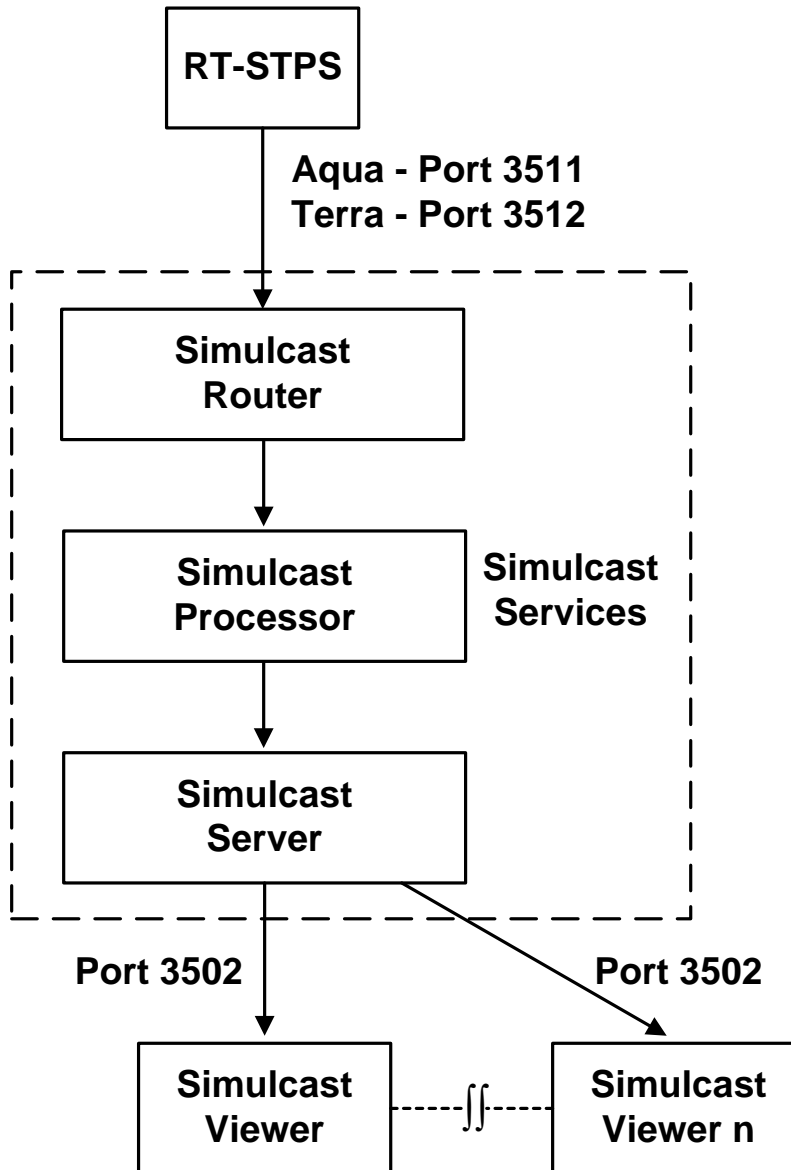 RT-STPS
Aqua - Port 3511
Terra - Port 3512
Simulcast
Router
Simulcast
Processor
Simulcast
Services
Simulcast
Server
Port 3502
Port 3502
Simulcast
Viewer
Simulcast
Viewer n